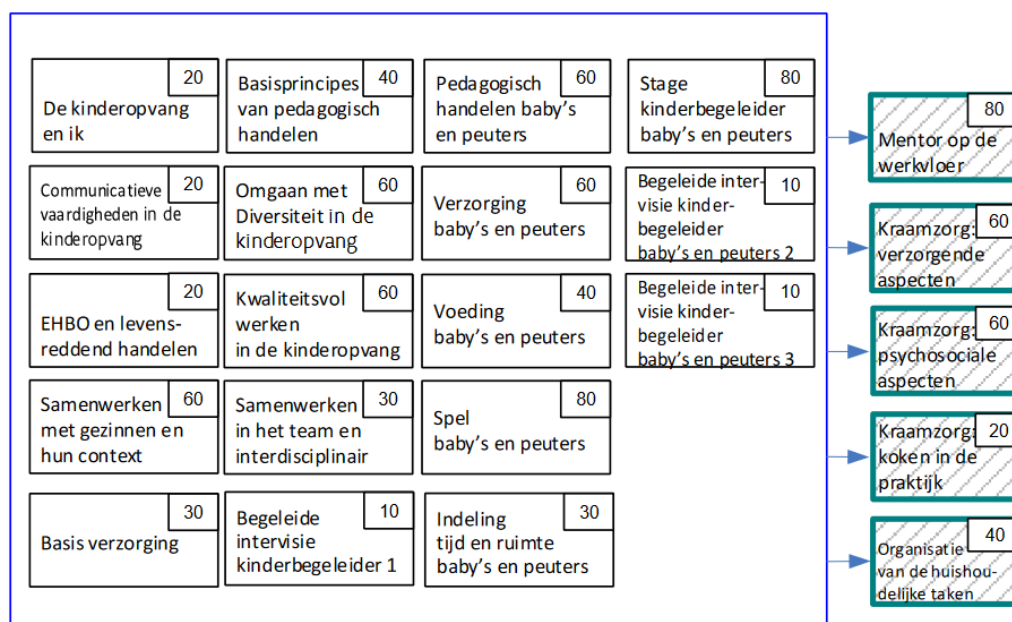 20
De kinderopvang
en ik
40
Basisprincipes
van pedagogisch
handelen
60
Pedagogisch
handelen baby's
en peuters
80
Stage
kinderbegeleider
baby's en peuters
20
Communicatieve
vaardigheden in de
kinderopvang
60
Omgaan met
Diversiteit in de
kinderopvang
60
Verzorging
baby's en peuters
10
Begeleide inter-
visie kinder-
begeleider
baby's en peuters 2
20
EHBO en levens-
reddend handelen
60
Kwaliteitsvol
werken
in de kinderopvang
40
Voeding
baby's en peuters
10
Begeleide inter-
visie kinder-
begeleider
baby's en peuters 3
60
Samenwerken
met gezinnen en
hun context
30
Samenwerken
in het team en
interdisciplinair
80
Spel
baby's en peuters
30
Basis verzorging
10
Begeleide
intervisie
kinderbegeleider 1
30
Indeling
tijd en ruimte
baby's en peuters
80
Mentor op de
werkvloer
60
Kraamzorg:
verzorgende
aspecten
60
Kraamzorg:
psychosociale
aspecten
20
Kraamzorg:
koken in de
praktijk
40
Organisatie
van de huishou-
delijke taken